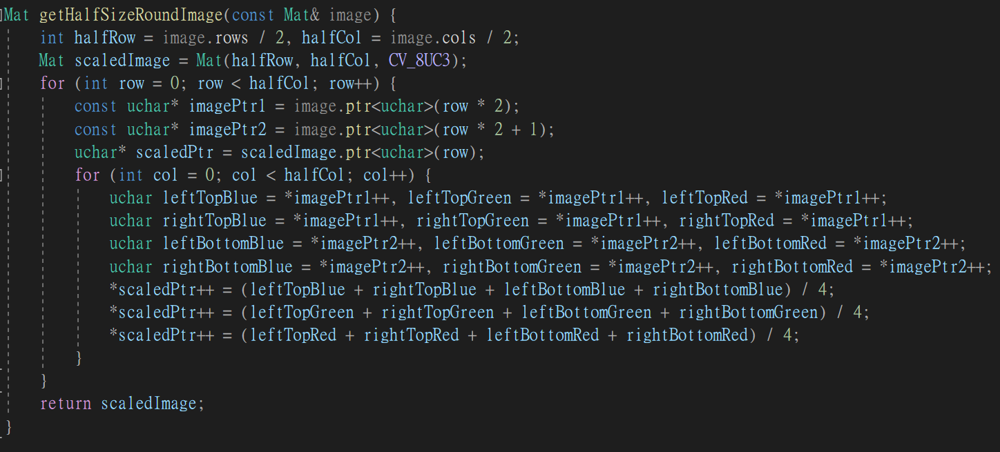 Mat getHalfSizeRoundImage(const Mat& image) {
    int halfRow = image.rows / 2, halfCol = image.cols / 2;
    Mat scaledImage = Mat(halfRow, halfCol, CV_8UC3);
    for (int row = 0; row < halfCol; row++) {
        const uchar* imagePtr1 = image.ptr<uchar>(row * 2);
        const uchar* imagePtr2 = image.ptr<uchar>(row * 2 + 1);
        uchar* scaledPtr = scaledImage.ptr<uchar>(row);
        for (int col = 0; col < halfCol; col++) {
            uchar leftTopBlue = *imagePtr1++, leftTopGreen = *imagePtr1++, leftTopRed = *imagePtr1++;
            uchar rightTopBlue = *imagePtr1++, rightTopGreen = *imagePtr1++, rightTopRed = *imagePtr1++;
            uchar leftBottomBlue = *imagePtr2++, leftBottomGreen = *imagePtr2++, leftBottomRed = *imagePtr2++;
            uchar rightBottomBlue = *imagePtr2++, rightBottomGreen = *imagePtr2++, rightBottomRed = *imagePtr2++;
            *scaledPtr++ = (leftTopBlue + rightTopBlue + leftBottomBlue + rightBottomBlue) / 4;
            *scaledPtr++ = (leftTopGreen + rightTopGreen + leftBottomGreen + rightBottomGreen) / 4;
            *scaledPtr++ = (leftTopRed + rightTopRed + leftBottomRed + rightBottomRed) / 4;
        }
    }
    return scaledImage;
}